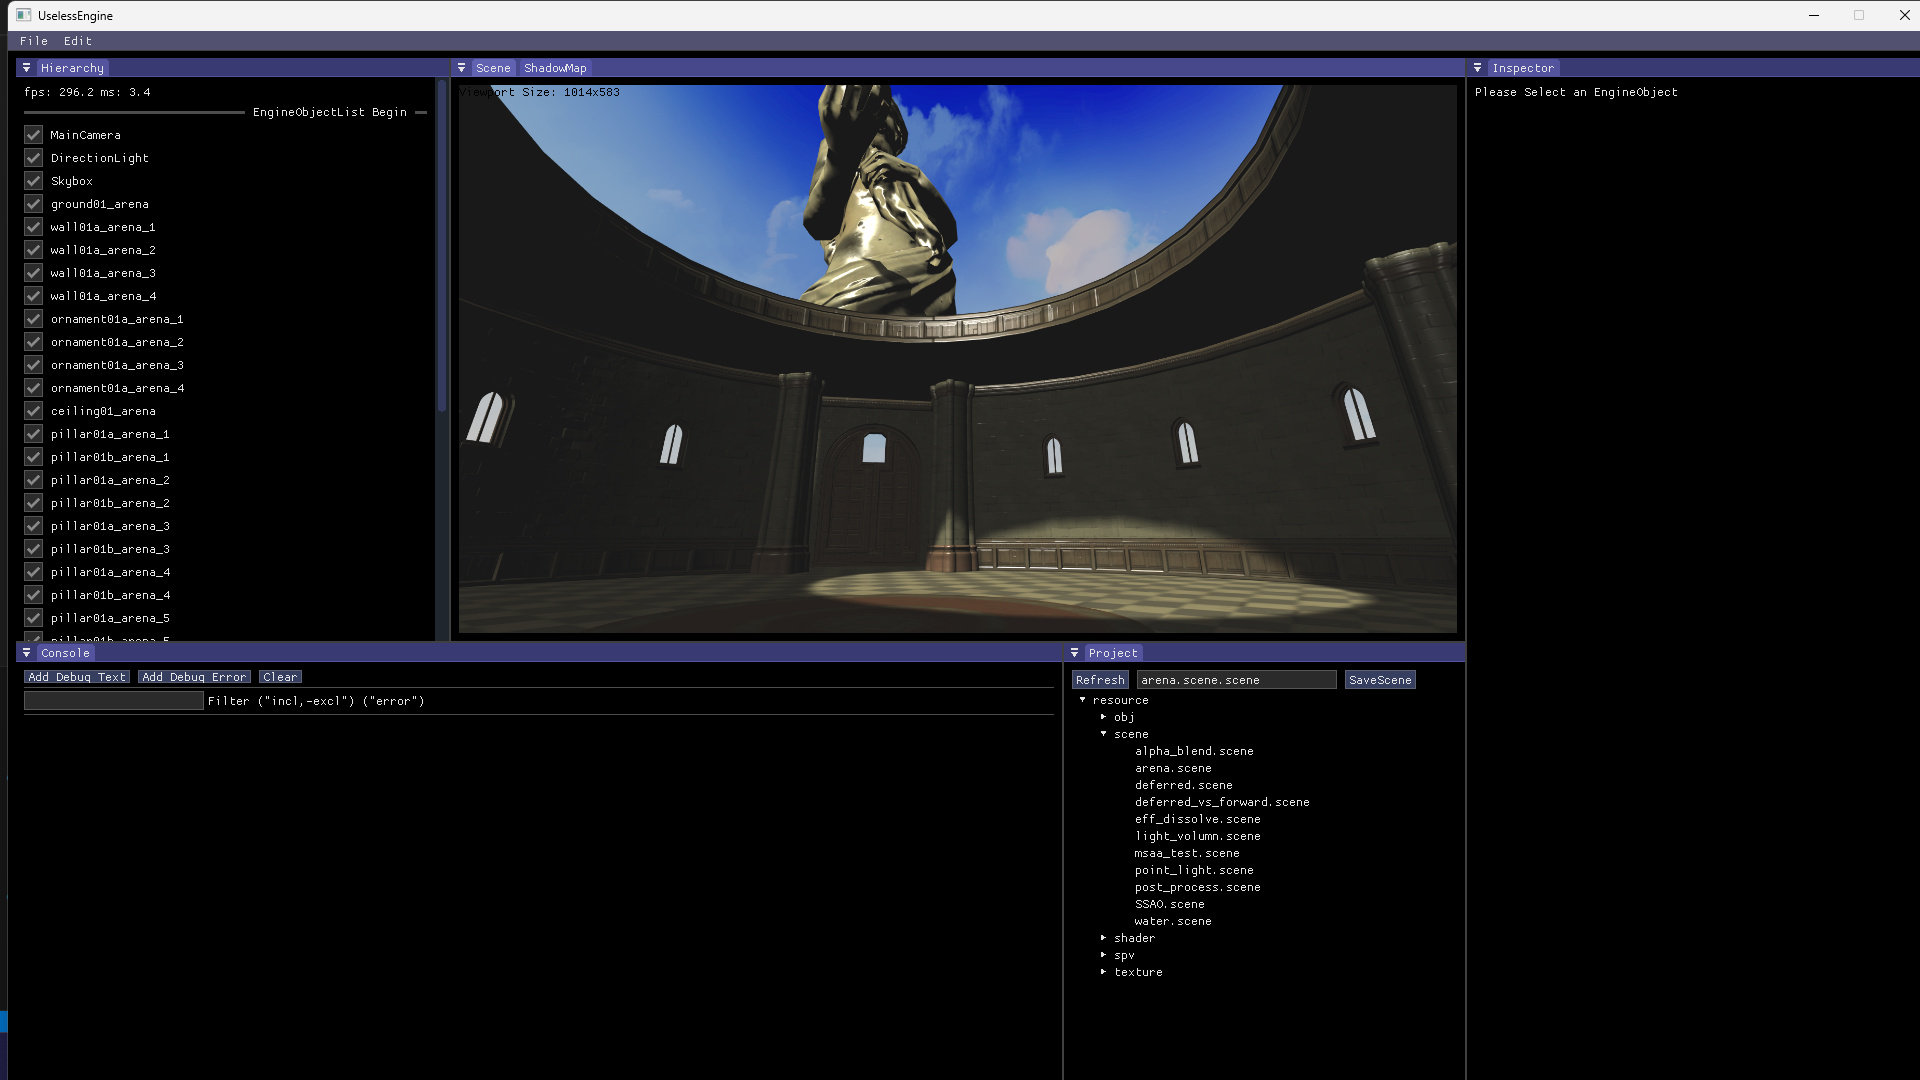 UselessEngine
File Edit
Hierarchy
fps: 296.2 ms: 3.4
EngineObjectList Begin
MainCamera
DirectionLight
Skybox
ground01_arena
wall01a_arena_1
wall01a_arena_2
wall01a_arena_3
wall01a_arena_4
ornament01a_arena_1
ornament01a_arena_2
ornament01a_arena_3
ornament01a_arena_4
ceiling01_arena
pillar01a_arena_1
pillar01b_arena_1
pillar01a_arena_2
pillar01b_arena_2
pillar01a_arena_3
pillar01b_arena_3
pillar01a_arena_4
pillar01b_arena_4
pillar01a_arena_5
pillar01b_arena_5
Scene ShadowMap
Viewport Size: 1014x583
Inspector
Please Select an EngineObject
Console
Add Debug Text Add Debug Error Clear
Filter ("incl,-excl") ("error")
Project
Refresh arena.scene.scene SaveScene
resource
obj
scene
alpha_blend.scene
arena.scene
deferred.scene
deferred_vs_forward.scene
eff_dissolve.scene
light_volumn.scene
msaa_test.scene
point_light.scene
post_process.scene
SSAO.scene
water.scene
shader
spv
texture